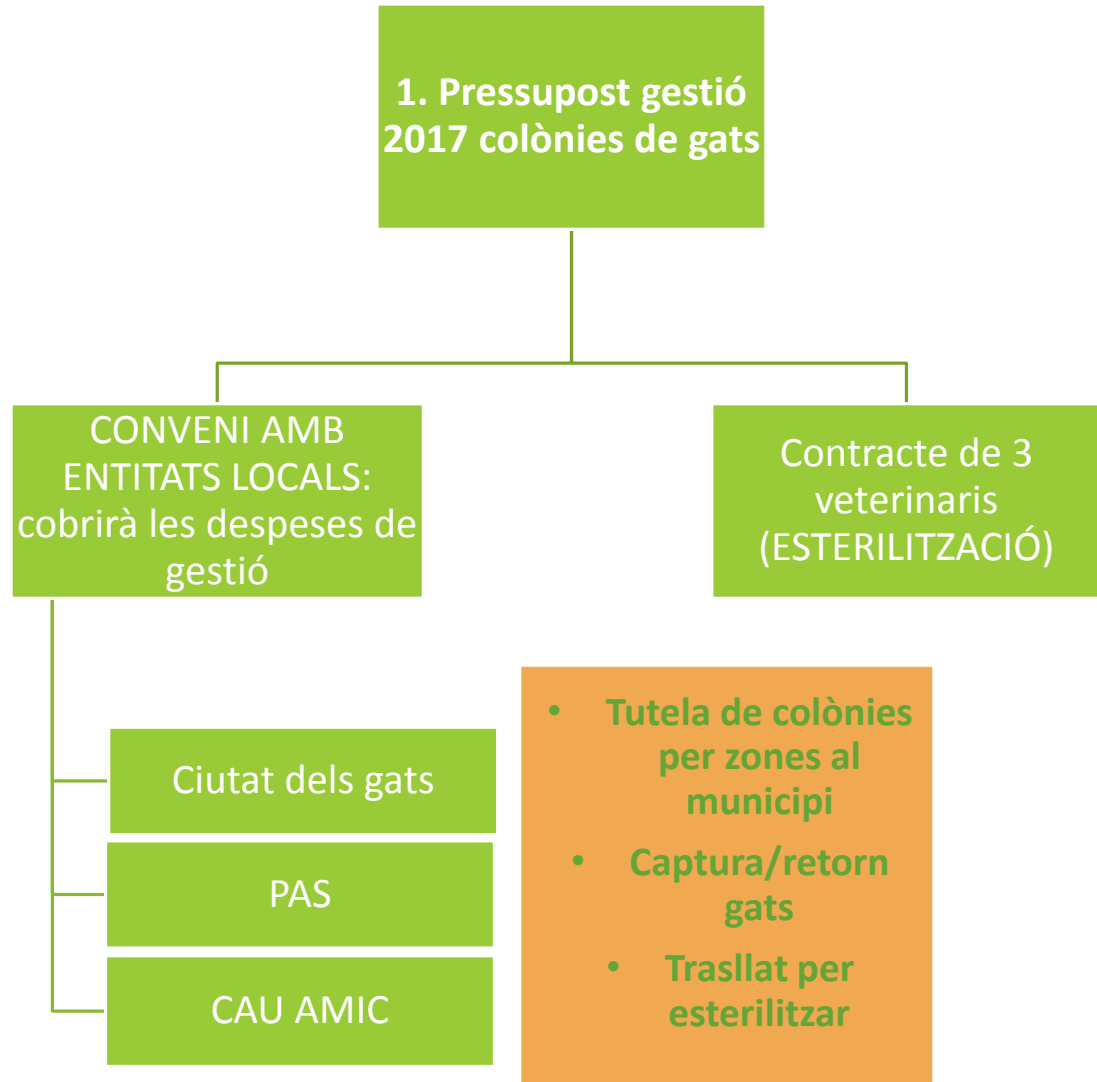 1. Pressupost gestió
2017 colònies de gats
CONVENI AMB
ENTITATS LOCALS:
cobrirà les despeses de
gestió
Contracte de 3
veterinaris
(ESTERILITZACIÓ)
Ciutat dels gats
PAS
CAU AMIC
• Tutela de colònies
per zones al
municipi
• Captura/retorn
gats
• Trasllat per
esterilitzar